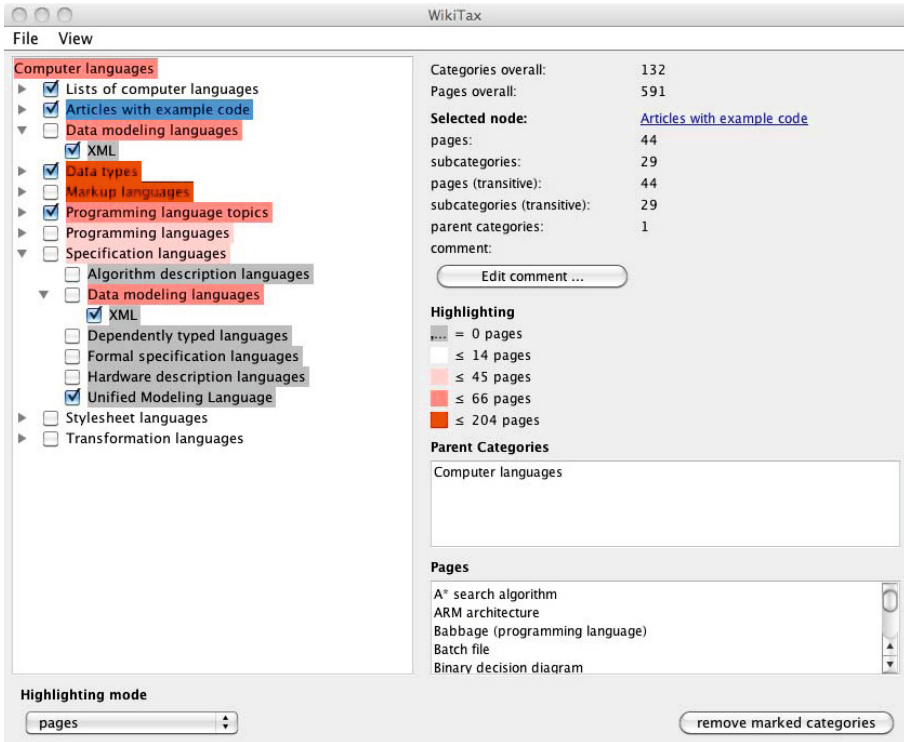 WikiTax
File View
Computer languages
Lists of computer languages
Articles with example code
Data modeling languages
XML
Data types
Markup languages
Programming language topics
Programming languages
Specification languages
Algorithm description languages
Data modeling languages
XML
Dependently typed languages
Formal specification languages
Hardware description languages
Unified Modeling Language
Stylesheet languages
Transformation languages
Categories overall: 132
Pages overall: 591
Selected node: Articles with example code
pages: 44
subcategories: 29
pages (transitive): 44
subcategories (transitive): 29
parent categories: 1
comment:
Edit comment ...
Highlighting
,... = 0 pages
≤ 14 pages
≤ 45 pages
≤ 66 pages
≤ 204 pages
Parent Categories
Computer languages
Pages
A* search algorithm
ARM architecture
Babbage (programming language)
Batch file
Binary decision diagram
Highlighting mode
pages
remove marked categories